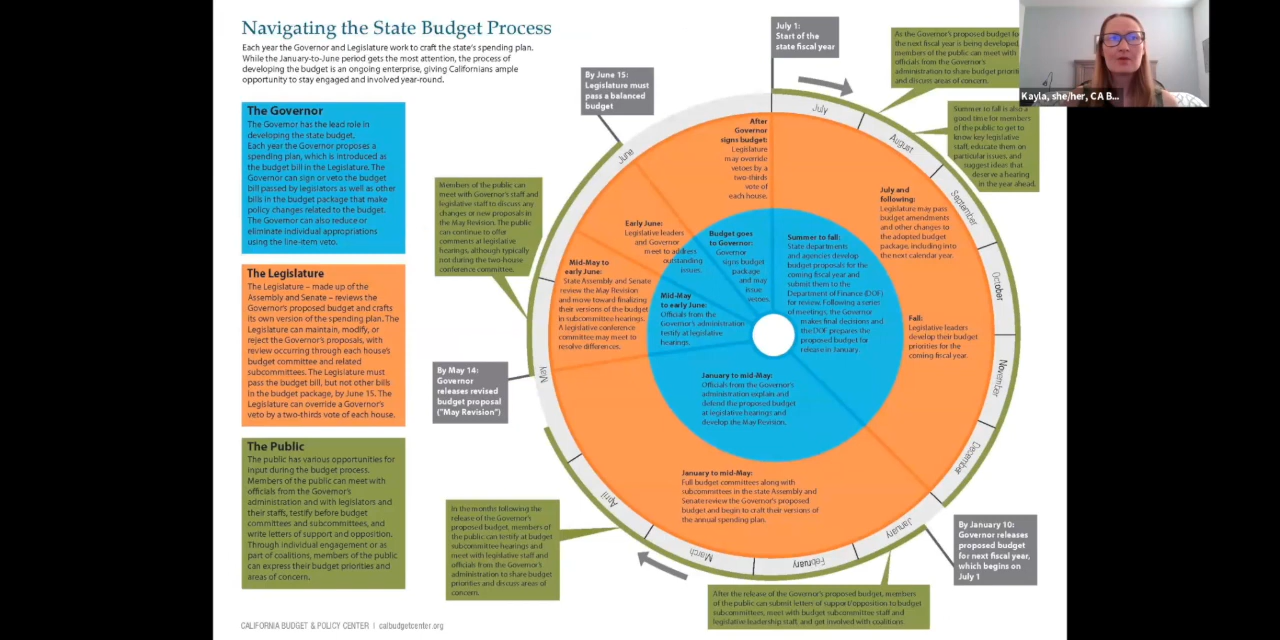 Navigating the State Budget Process
Each year the Governor and Legislature work to craft the state's spending plan.
While the January-to-June period gets the most attention, the process of
developing the budget is an ongoing enterprise, giving Californians ample
opportunity to stay engaged and involved year-round.
The Governor
The Governor has the lead role in
developing the state budget.
Each year the Governor proposes a
spending plan, which is introduced as
the budget bill in the Legislature. The
Governor can sign or veto the budget
bill passed by legislators as well as other
bills in the budget package that make
policy changes related to the budget.
The Governor can also reduce or
eliminate individual appropriations
using the line-item veto.
The Legislature
The Legislature – made up of the
Assembly and Senate – reviews the
Governor's proposed budget and crafts
its own version of the spending plan. The
Legislature can maintain, modify, or
reject the Governor's proposals, with
review occurring through each house's
budget committee and related
subcommittees. The Legislature must
pass the budget bill, but not other bills
in the budget package, by June 15. The
Legislature can override a Governor's
veto by a two-thirds vote of each house.
The Public
The public has various opportunities for
input during the budget process.
Members of the public can meet with
officials from the Governor's
administration and with legislators and
their staffs, testify before budget
committees and subcommittees, and
write letters of support and opposition.
Through individual engagement or as
part of coalitions, members of the public
can express their budget priorities and
areas of concern.
CALIFORNIA BUDGET & POLICY CENTER | calbudgetcenter.org
July 1:
Start of the
state fiscal year
As the Governor's proposed budget for
the next fiscal year is being developed,
members of the public can meet with
officials from the Governor's
administration to share budget priorit
and discuss areas of concern.
Kayla, she/her, CA B...
Summer to fall is also a
good time for members
of the public to get to
know key legislative
staff, educate them on
particular issues, and
suggest ideas that
deserve a hearing
in the year ahead.
By June 15:
Legislature must
pass a balanced
budget
Members of the public can
meet with Governor's staff and
legislative staff to discuss any
changes or new proposals in
the May Revision. The public
can continue to offer
comments at legislative
hearings, although typically
not during the two-house
conference committee.
By May 14:
Governor
releases revised
budget proposal
("May Revision")
In the months following the
release of the Governor's
proposed budget, members of
the public can testify at budget
subcommittee hearings and
meet with legislative staff and
officials from the Governor's
administration to share budget
priorities and discuss areas of
concern.
After the release of the Governor's proposed budget, members
of the public can submit letters of support/opposition to budget
subcommittees, meet with budget subcommittee staff and
legislative leadership staff, and get involved with coalitions.
By January 10:
Governor releases
proposed budget
for next fiscal year,
which begins on
July 1
July
August
September
October
November
December
January
February
March
April
May
June
After
Governor
signs budget:
Legislature
may override
vetoes by a
two-thirds
vote of
each house.
July and
following:
Legislature may pass
budget amendments
and other changes to
the adopted budget
package, including into
the next calendar year.
Fall:
Legislative leaders
develop their budget
priorities for the
coming fiscal year.
January to mid-May:
Full budget committees along with
subcommittees in the state Assembly and
Senate review the Governor's proposed
budget and begin to craft their versions of
the annual spending plan.
Mid-May to
early June:
State Assembly and Senate
review the May Revision
and move toward finalizing
their versions of the budget
in subcommittee hearings.
A legislative conference
committee may meet to
resolve differences.
Early June:
Legislative leaders
and Governor
meet to address
outstanding
issues.
Budget goes
to Governor:
Governor
signs budget
package
and may
issue
vetoes.
Summer to fall:
State departments
and agencies develop
budget proposals for the
coming fiscal year and
submit them to the
Department of Finance (DOF)
for review. Following a series
of meetings, the Governor
makes final decisions and
the DOF prepares the
proposed budget for
release in January.
Mid-May
to early June:
Officials from the
Governor's administration
testify at legislative
hearings.
January to mid-May:
Officials from the Governor's
administration explain and
defend the proposed budget
at legislative hearings and
develop the May Revision.